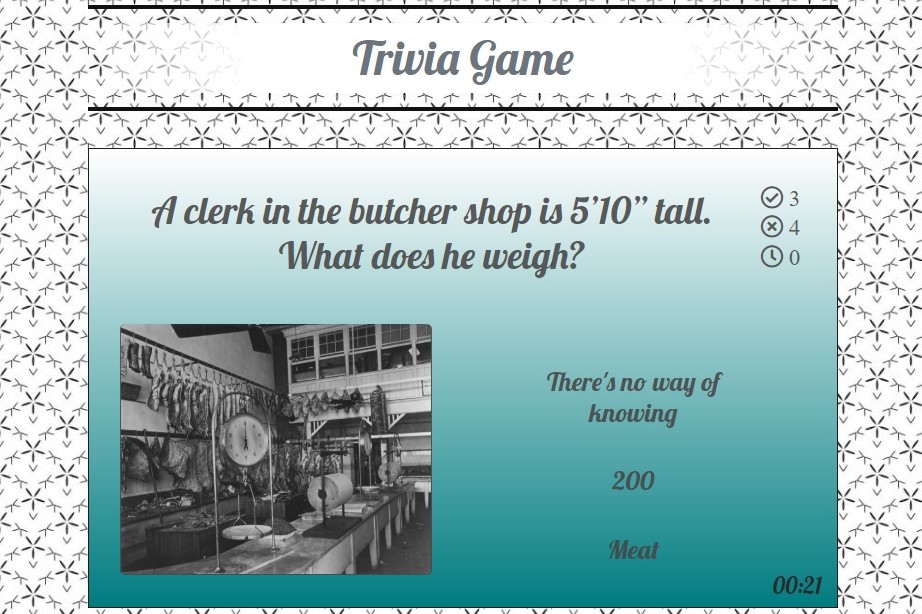 Trivia Game
A clerk in the butcher shop is 5’10” tall.
What does he weigh?
3
4
0
There's no way of
knowing
200
Meat
00:21